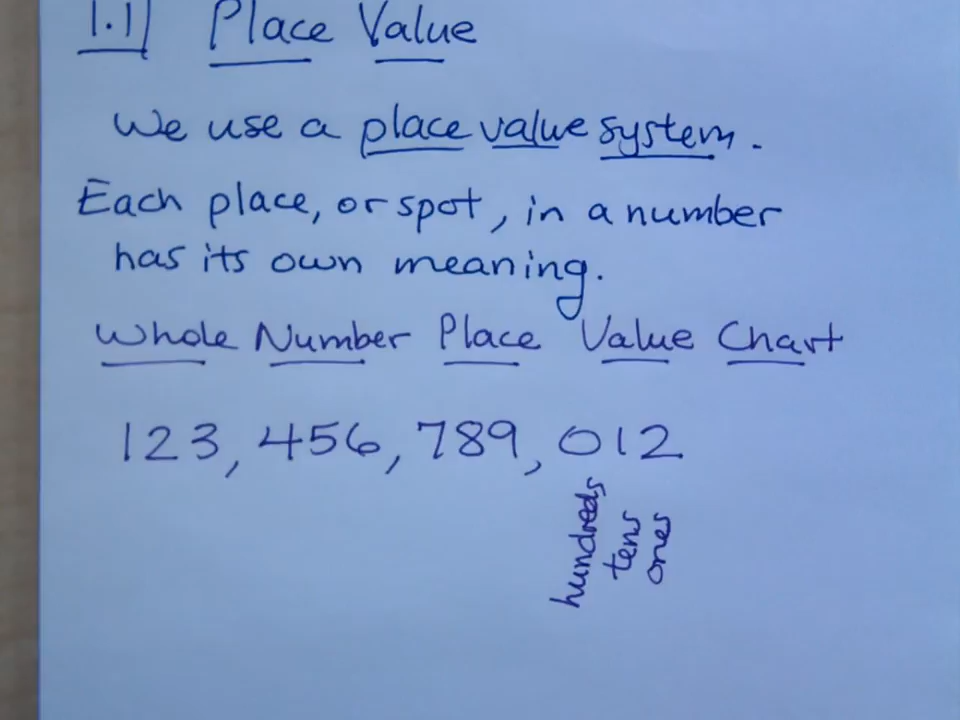 1.1 Place Value
We use a place value system.
Each place, or spot, in a number
has its own meaning.
Whole Number Place Value Chart
123,456,789,012
hundreds
tens
ones